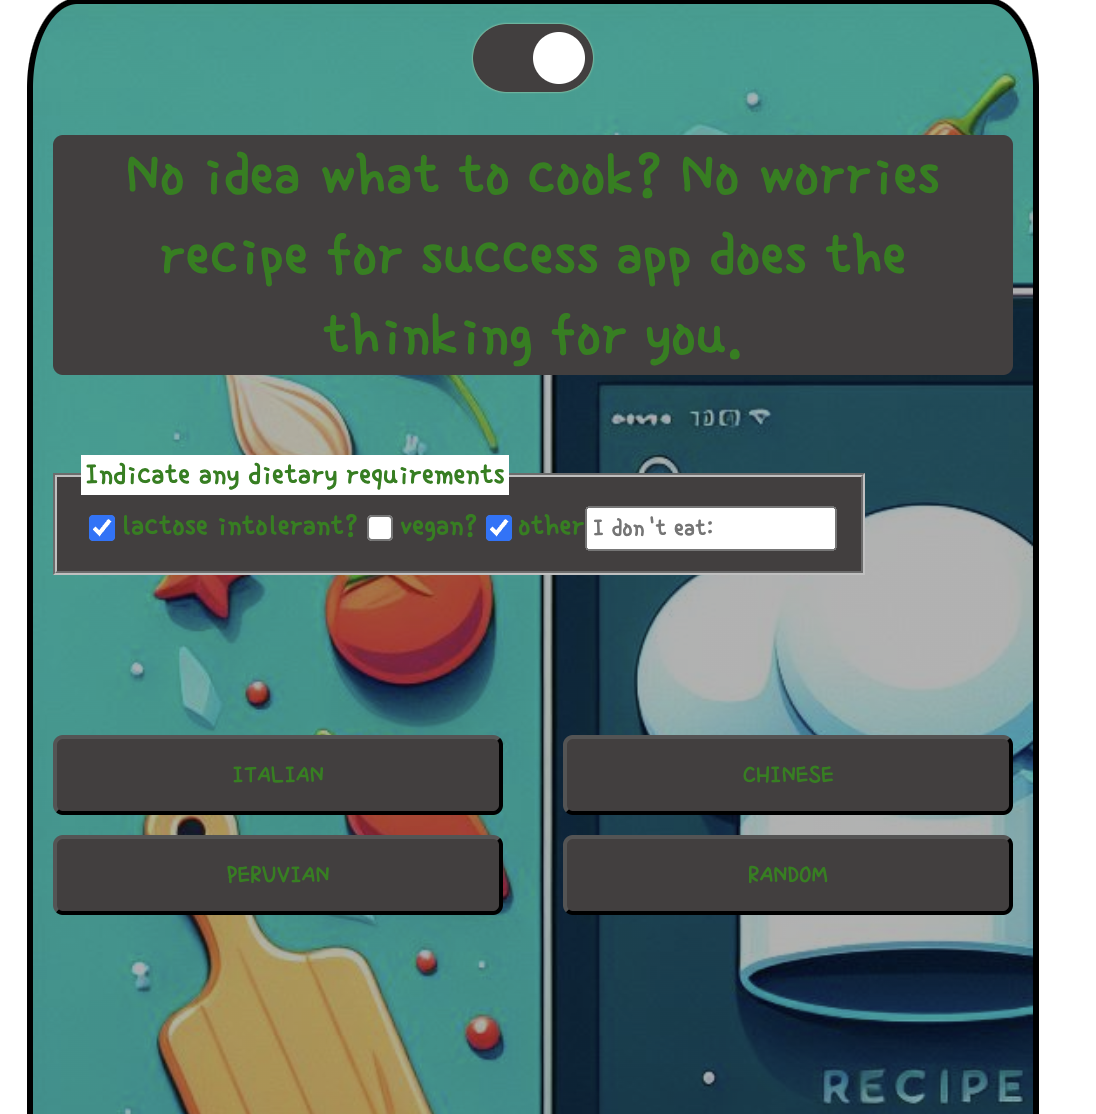 No idea what to cook? No worries
recipe for success app does the
thinking for you.
Indicate any dietary requirements
lactose intolerant? vegan? other I don't eat:
ITALIAN CHINESE
PERUVIAN RANDOM
RECIPE